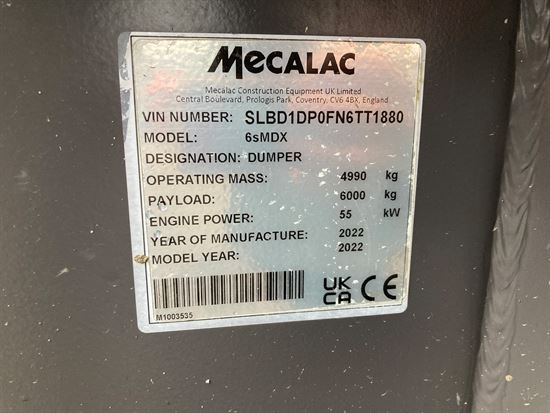 MECALAC
Mecalac Construction Equipment UK Limited
Central Boulevard, Prologis Park, Coventry, CV6 4BX, England
VIN NUMBER: SLBD1DP0FN6TT1880
MODEL: 6sMDX
DESIGNATION: DUMPER
OPERATING MASS: 4990 kg
PAYLOAD: 6000 kg
ENGINE POWER: 55 kW
YEAR OF MANUFACTURE: 2022
MODEL YEAR: 2022
UK
CA CE
M1003535